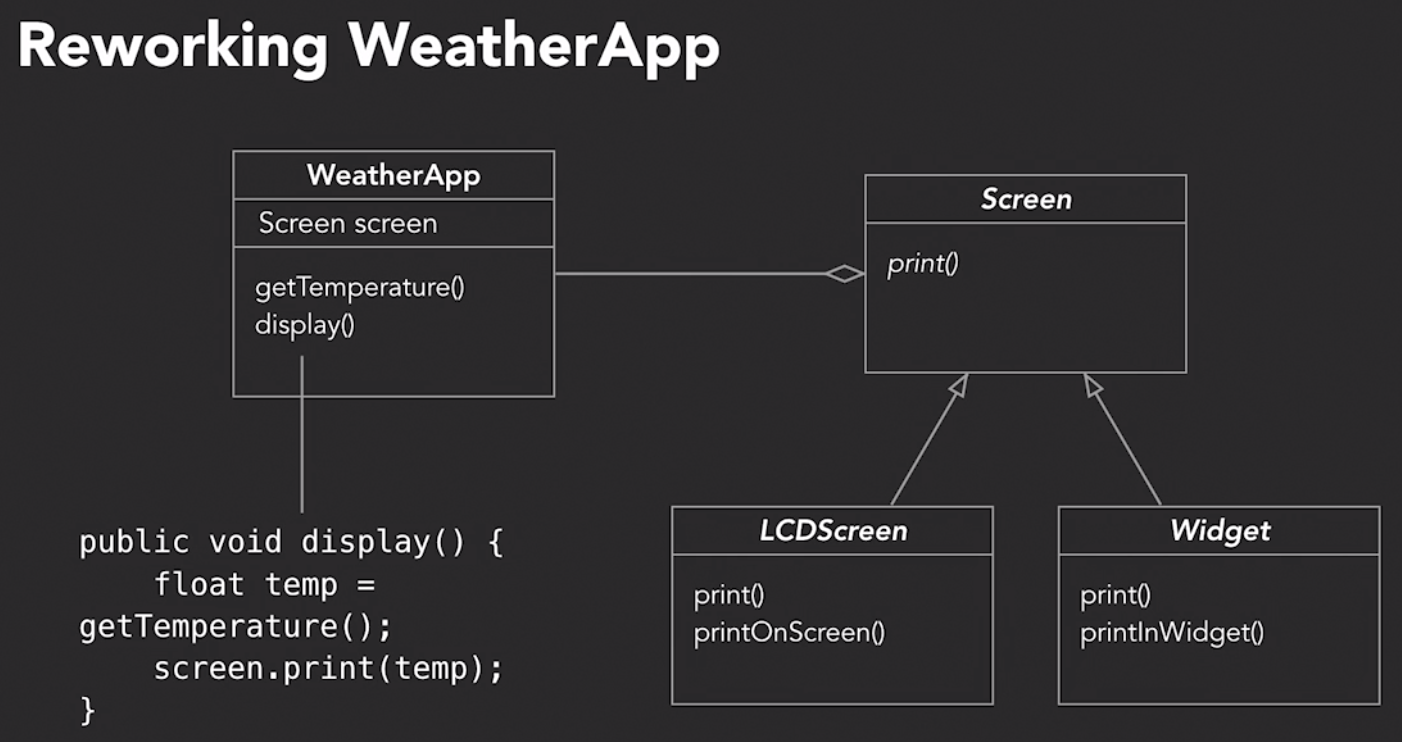 Reworking WeatherApp
WeatherApp
Screen screen
getTemperature()
display()
Screen
print()
public void display() {
    float temp =
getTemperature();
    screen.print(temp);
}
LCDScreen
print()
printOnScreen()
Widget
print()
printInWidget()